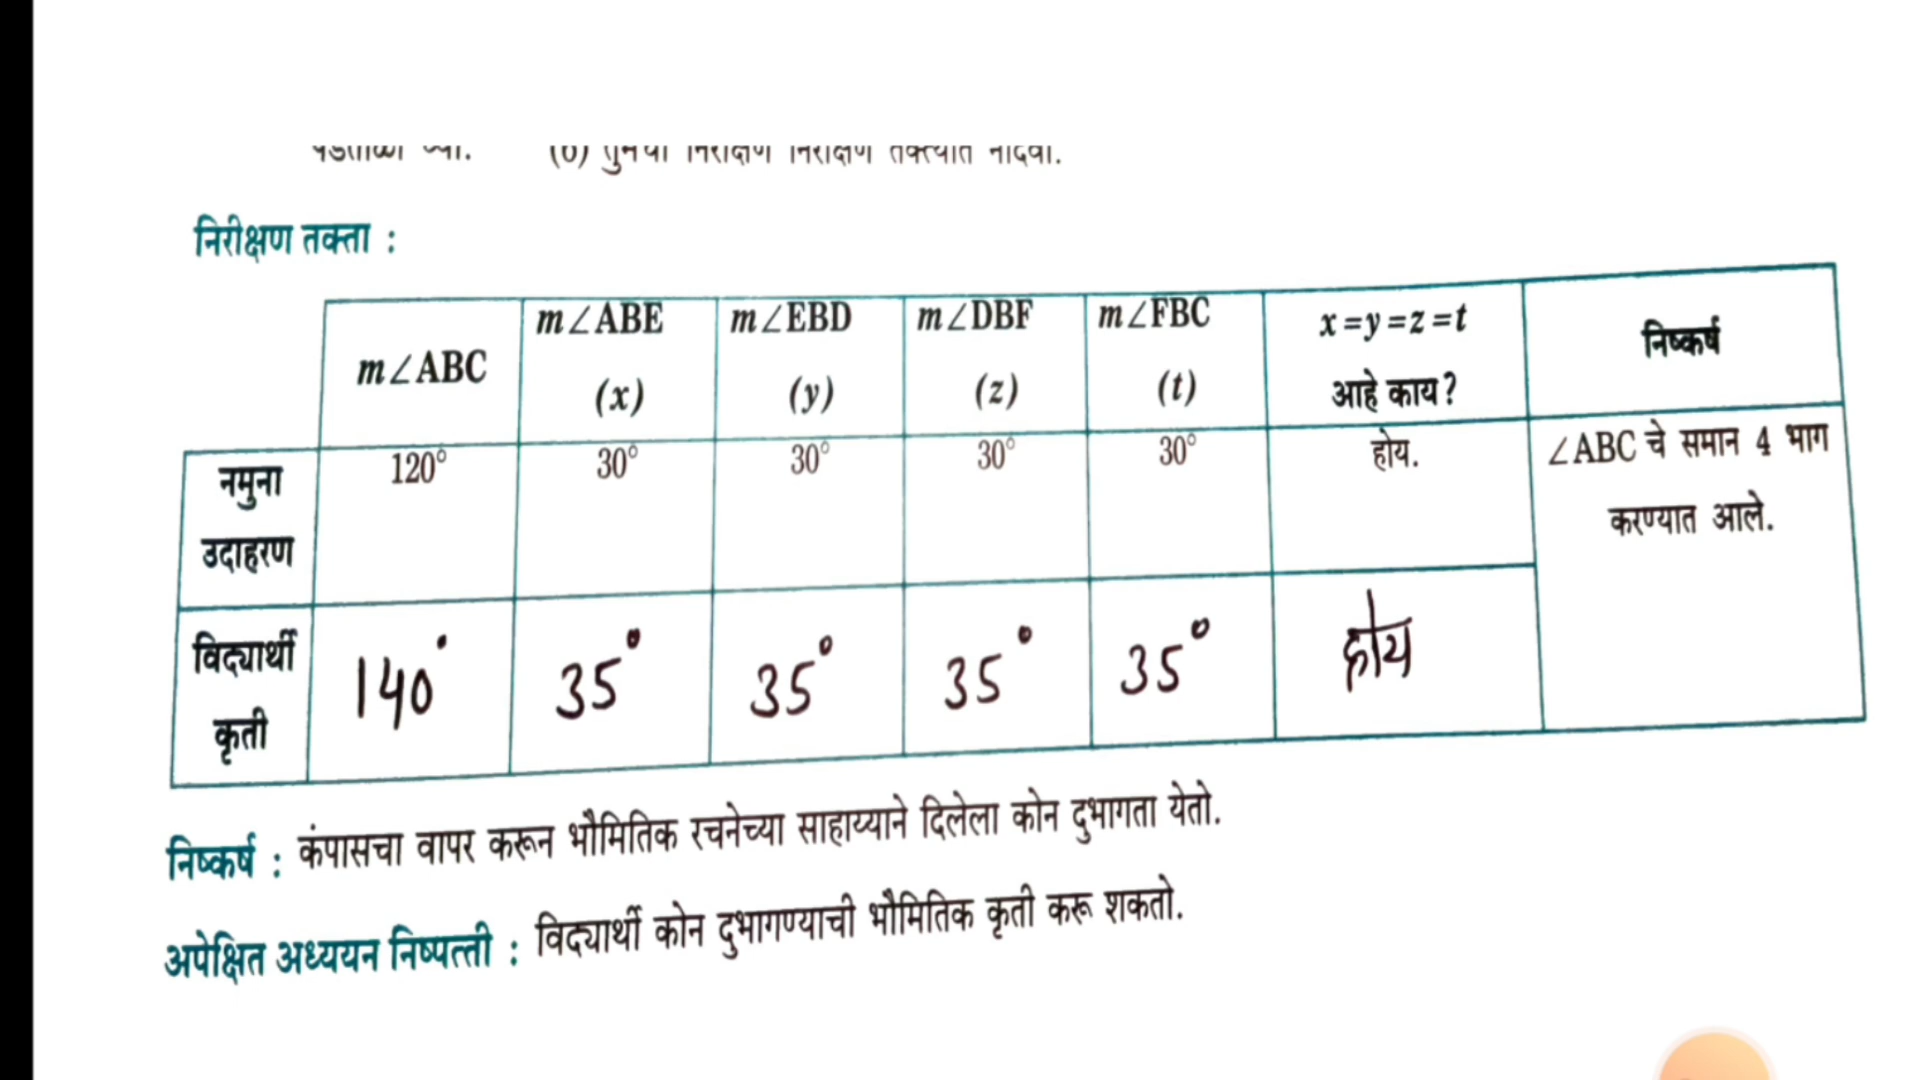 निरीक्षण तक्ता :
m∠ABC
m∠ABE
(x)
m∠EBD
(y)
m∠DBF
(z)
m∠FBC
(t)
x=y=z=t
आहे काय?
निष्कर्ष
नमुना
उदाहरण
120° 30° 30° 30° 30° होय.
∠ABC चे समान 4 भाग
करण्यात आले.
विद्यार्थी
कृती
140° 35° 35° 35° 35° होय
निष्कर्ष : कंपासचा वापर करून भौमितिक रचनेच्या साहाय्याने दिलेला कोन दुभागता येतो.
अपेक्षित अध्ययन निष्पत्ती : विद्यार्थी कोन दुभागण्याची भौमितिक कृती करू शकतो.